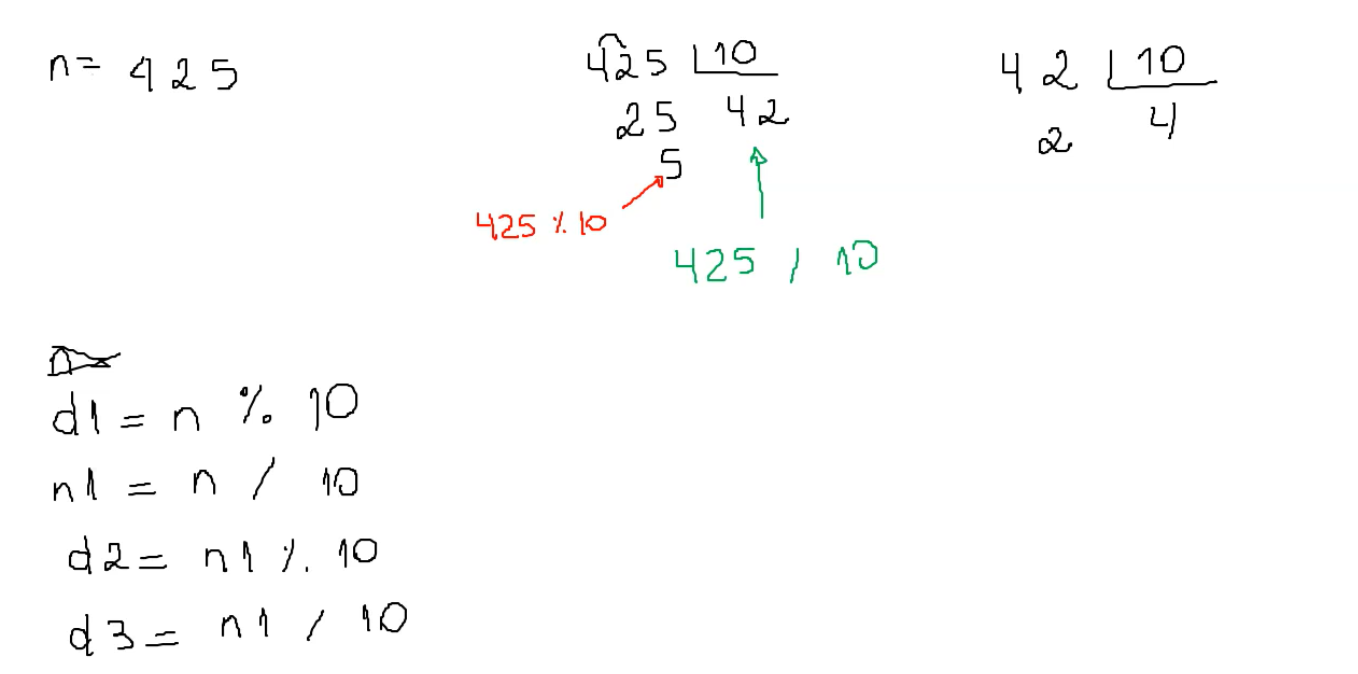 n= 425
425 10
25 42
5
425 % 10
425 / 10
42 10
2 4
d1 = n % 10
n1 = n / 10
d2 = n1 % 10
d3 = n1 / 10